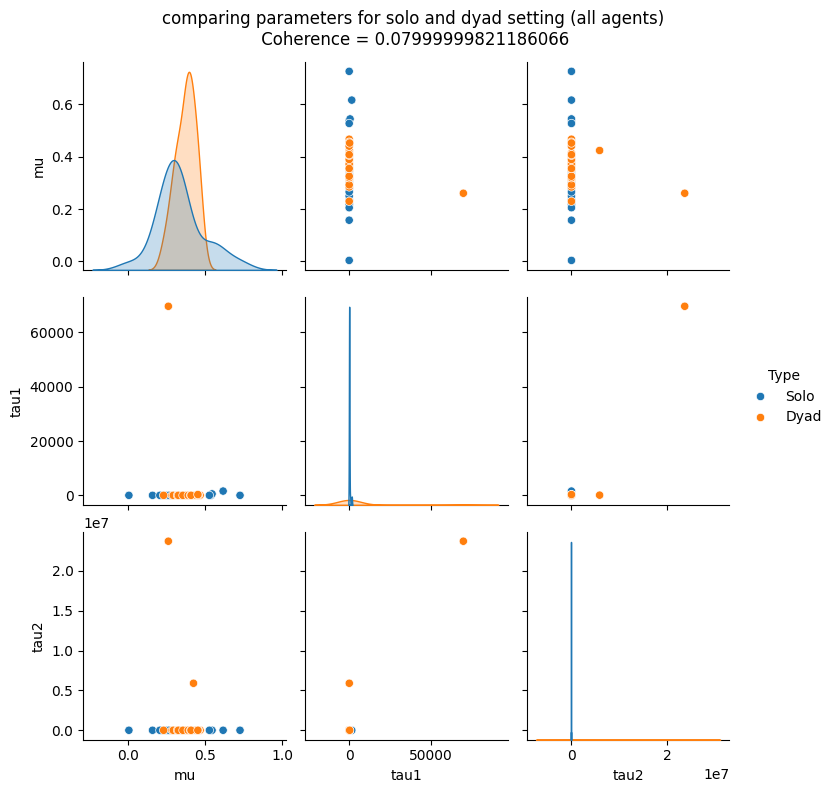 comparing parameters for solo and dyad setting (all agents)
Coherence = 0.07999999821186066
mu
0.6
0.4
0.2
0.0
tau1
60000
40000
20000
0
Type
Solo
Dyad
1e7
tau2
2.0
1.5
1.0
0.5
0.0
0.0
0.5
1.0
mu
0
50000
tau1
0
2
1e7
tau2